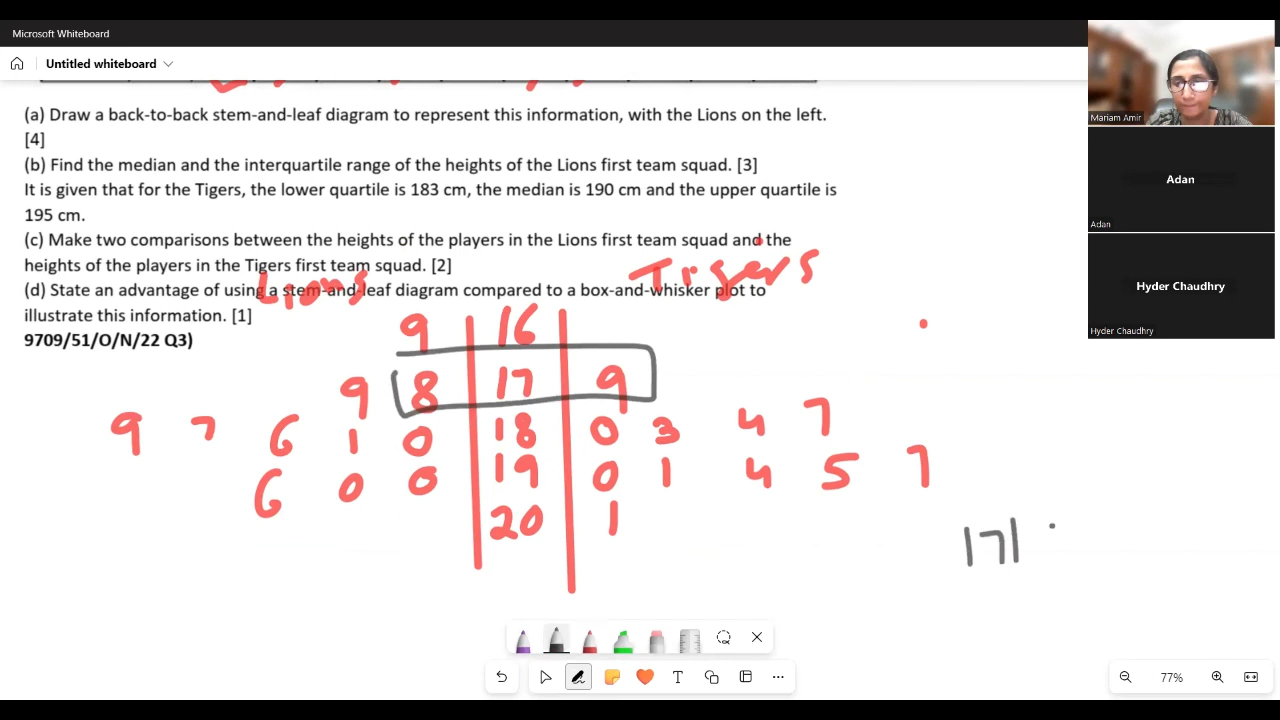 Microsoft Whiteboard
Untitled whiteboard
(a) Draw a back-to-back stem-and-leaf diagram to represent this information, with the Lions on the left.
[4]
(b) Find the median and the interquartile range of the heights of the Lions first team squad. [3]
It is given that for the Tigers, the lower quartile is 183 cm, the median is 190 cm and the upper quartile is
195 cm.
(c) Make two comparisons between the heights of the players in the Lions first team squad and the
heights of the players in the Tigers first team squad. [2]
(d) State an advantage of using a stem-and-leaf diagram compared to a box-and-whisker plot to
illustrate this information. [1]
9709/51/O/N/22 Q3)
Lions Tigers
9 16
9 8 17 9
9 7 6 1 0 18 0 3 4 7
6 0 0 19 0 1 4 5 7
20 1
17
Mariam Amir
Adan
Adan
Hyder Chaudhry
Hyder Chaudhry
77%